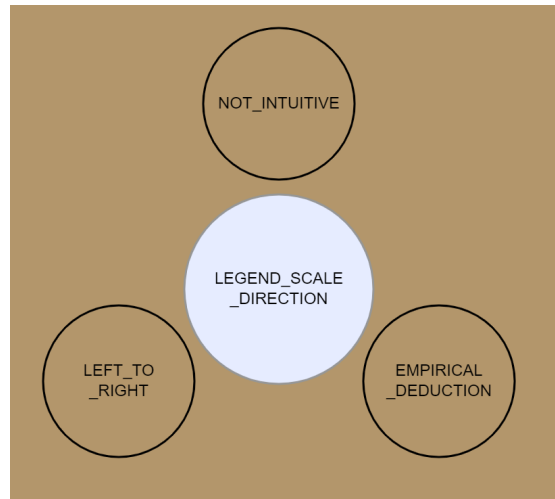 NOT_INTUITIVE
LEGEND_SCALE
_DIRECTION
LEFT_TO
_RIGHT
EMPIRICAL
_DEDUCTION